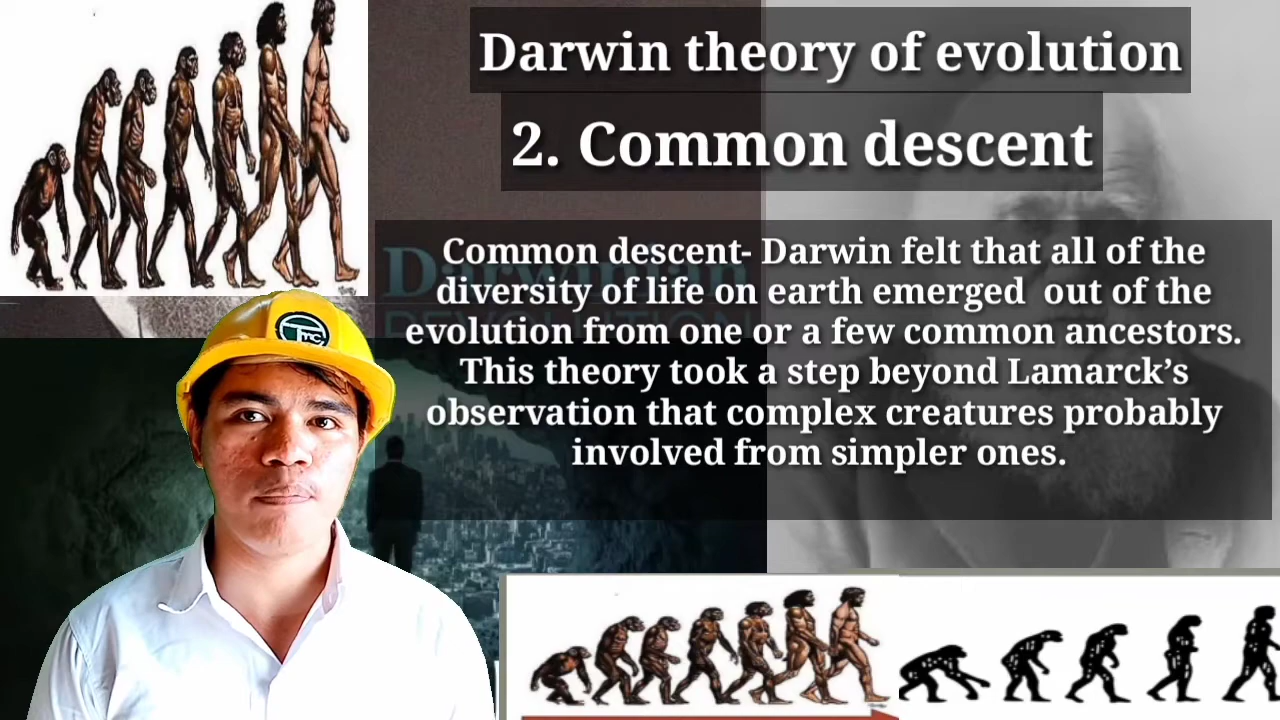 Darwin theory of evolution
2. Common descent
Common descent- Darwin felt that all of the
diversity of life on earth emerged out of the
evolution from one or a few common ancestors.
This theory took a step beyond Lamarck’s
observation that complex creatures probably
involved from simpler ones.
Darwinian